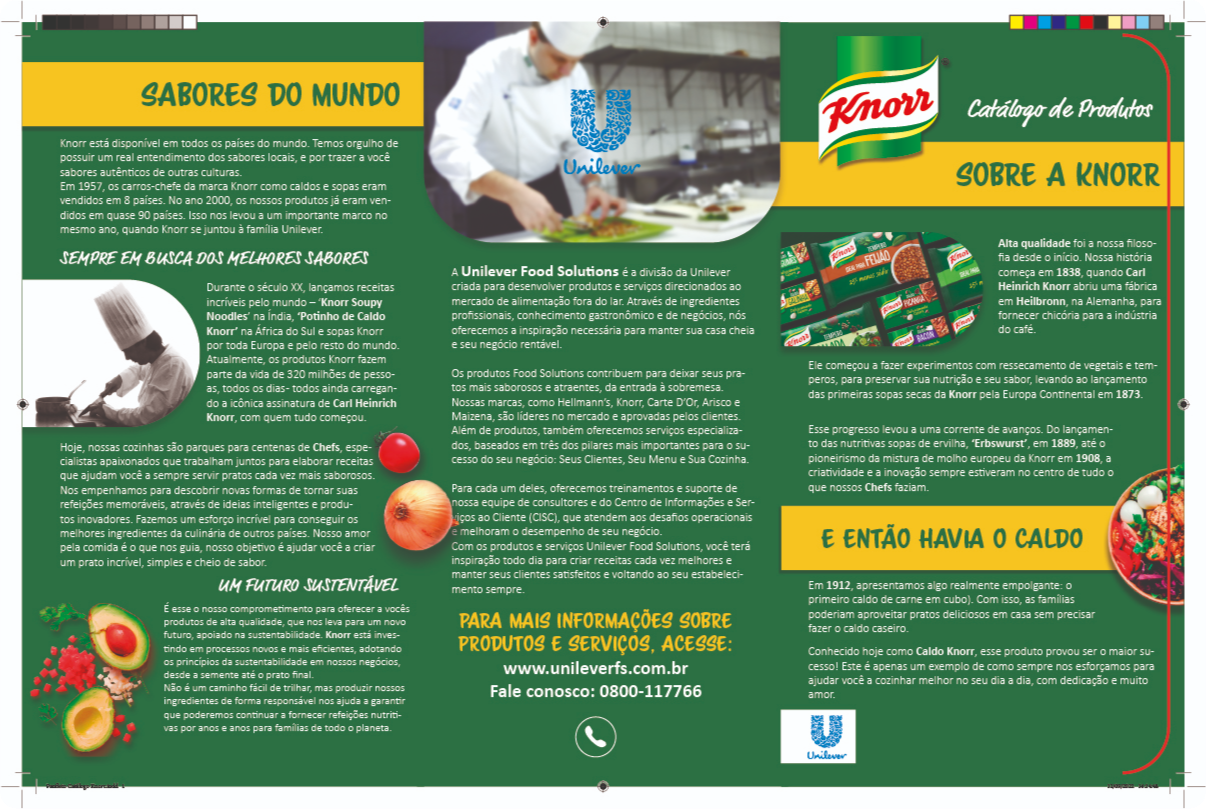 SABORES DO MUNDO
Knorr está disponível em todos os países do mundo. Temos orgulho de
possuir um real entendimento dos sabores locais, e por trazer a você
sabores autênticos de outras culturas.
Em 1957, os carros-chefe da marca Knorr como caldos e sopas eram
vendidos em 8 países. No ano 2000, os nossos produtos já eram ven-
didos em quase 90 países. Isso nos levou a um importante marco no
mesmo ano, quando Knorr se juntou à família Unilever.
SEMPRE EM BUSCA DOS MELHORES SABORES
Durante o século XX, lançamos receitas
incríveis pelo mundo – ‘Knorr Soupy
Noodles’ na Índia, ‘Potinho de Caldo
Knorr’ na África do Sul e sopas Knorr
por toda Europa e pelo resto do mundo.
Atualmente, os produtos Knorr fazem
parte da vida de 320 milhões de pesso-
as, todos os dias- todos ainda carregan-
do a icônica assinatura de Carl Heinrich
Knorr, com quem tudo começou.
Hoje, nossas cozinhas são parques para centenas de Chefs, espe-
cialistas apaixonados que trabalham juntos para elaborar receitas
que ajudam você a sempre servir pratos cada vez mais saborosos.
Nos empenhamos para descobrir novas formas de tornar suas
refeições memoráveis, através de ideias inteligentes e produ-
tos inovadores. Fazemos um esforço incrível para conseguir os
melhores ingredientes da culinária de outros países. Nosso amor
pela comida é o que nos guia, nosso objetivo é ajudar você a criar
um prato incrível, simples e cheio de sabor.
UM FUTURO SUSTENTÁVEL
É esse o nosso comprometimento para oferecer a vocês
produtos de alta qualidade, que nos leva para um novo
futuro, apoiado na sustentabilidade. Knorr está inves-
tindo em processos novos e mais eficientes, adotando
os princípios da sustentabilidade em nossos negócios,
desde a semente até o prato final.
Não é um caminho fácil de trilhar, mas produzir nossos
ingredientes de forma responsável nos ajuda a garantir
que poderemos continuar a fornecer refeições nutriti-
vas por anos e anos para famílias de todo o planeta.
Unilever
A Unilever Food Solutions é a divisão da Unilever
criada para desenvolver produtos e serviços direcionados ao
mercado de alimentação fora do lar. Através de ingredientes
profissionais, conhecimento gastronômico e de negócios, nós
oferecemos a inspiração necessária para manter sua casa cheia
e seu negócio rentável.
Os produtos Food Solutions contribuem para deixar seus pra-
tos mais saborosos e atraentes, da entrada à sobremesa.
Nossas marcas, como Hellmann’s, Knorr, Carte D’Or, Arisco e
Maizena, são líderes no mercado e aprovadas pelos clientes.
Além de produtos, também oferecemos serviços especializa-
dos, baseados em três dos pilares mais importantes para o su-
cesso do seu negócio: Seus Clientes, Seu Menu e Sua Cozinha.
Para cada um deles, oferecemos treinamentos e suporte de
nossa equipe de consultores e do Centro de Informações e Ser-
viços ao Cliente (CISC), que atendem aos desafios operacionais
e melhoram o desempenho de seu negócio.
Com os produtos e serviços Unilever Food Solutions, você terá
inspiração todo dia para criar receitas cada vez melhores e
manter seus clientes satisfeitos e voltando ao seu estabeleci-
mento sempre.
PARA MAIS INFORMAÇÕES SOBRE
PRODUTOS E SERVIÇOS, ACESSE:
www.unileverfs.com.br
Fale conosco: 0800-117766
Knorr
Catálogo de Produtos
SOBRE A KNORR
Knorr
TEMPERO
IDEAL PARA
FEIJÃO
Knorr
PICANHA
Knorr
BACON
Knorr
TEMPERO
Alta qualidade foi a nossa filoso-
fia desde o início. Nossa história
começa em 1838, quando Carl
Heinrich Knorr abriu uma fábrica
em Heilbronn, na Alemanha, para
fornecer chicória para a indústria
do café.
Ele começou a fazer experimentos com ressecamento de vegetais e tem-
peros, para preservar sua nutrição e seu sabor, levando ao lançamento
das primeiras sopas secas da Knorr pela Europa Continental em 1873.
Esse progresso levou a uma corrente de avanços. Do lançamen-
to das nutritivas sopas de ervilha, ‘Erbswurst’, em 1889, até o
pioneirismo da mistura de molho europeu da Knorr em 1908, a
criatividade e a inovação sempre estiveram no centro de tudo o
que nossos Chefs faziam.
E ENTÃO HAVIA O CALDO
Em 1912, apresentamos algo realmente empolgante: o
primeiro caldo de carne em cubo). Com isso, as famílias
poderiam aproveitar pratos deliciosos em casa sem precisar
fazer o caldo caseiro.
Conhecido hoje como Caldo Knorr, esse produto provou ser o maior su-
cesso! Este é apenas um exemplo de como sempre nos esforçamos para
ajudar você a cozinhar melhor no seu dia a dia, com dedicação e muito
amor.
Unilever